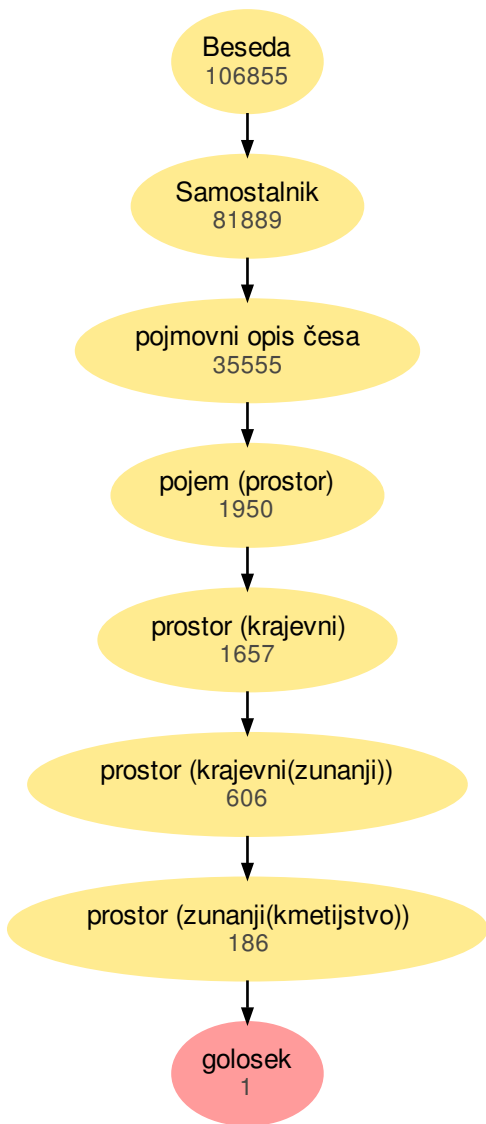 Beseda
106855
Samostalnik
81889
pojmovni opis česa
35555
pojem (prostor)
1950
prostor (krajevni)
1657
prostor (krajevni(zunanji))
606
prostor (zunanji(kmetijstvo))
186
golosek
1